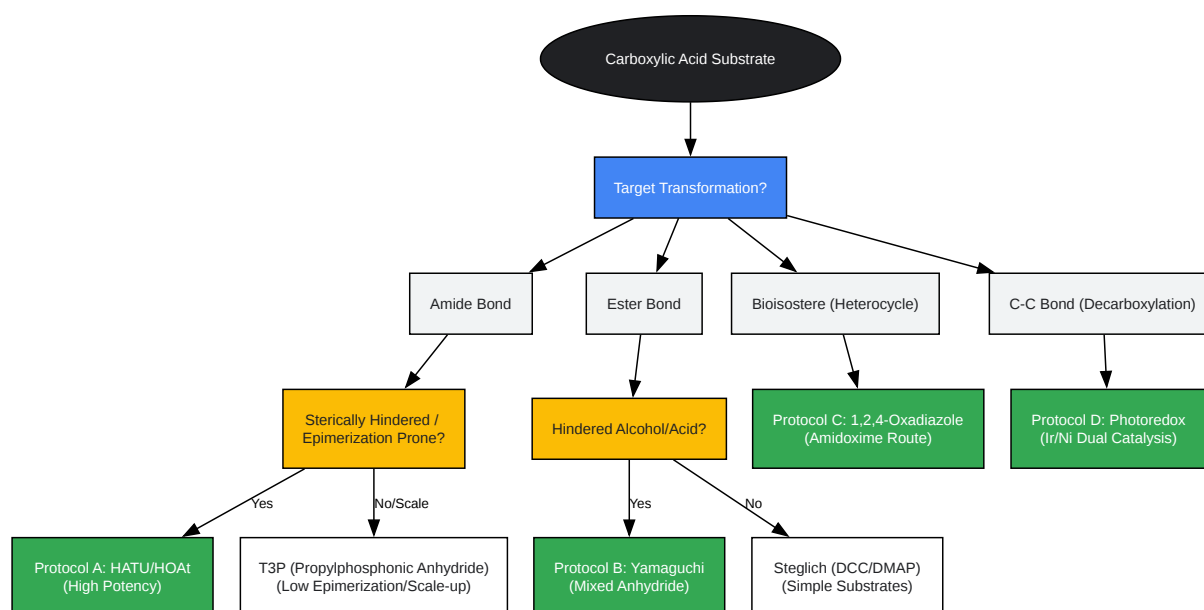 Carboxylic Acid Substrate
Target Transformation?
Amide Bond
Ester Bond
Bioisostere (Heterocycle)
C-C Bond (Decarboxylation)
Sterically Hindered /
Epimerization Prone?
Hindered Alcohol/Acid?
Protocol C: 1,2,4-Oxadiazole
(Amidoxime Route)
Protocol D: Photoredox
(Ir/Ni Dual Catalysis)
Yes
No/Scale
Yes
No
Protocol A: HATU/HOAt
(High Potency)
T3P (Propylphosphonic Anhydride)
(Low Epimerization/Scale-up)
Protocol B: Yamaguchi
(Mixed Anhydride)
Steglich (DCC/DMAP)
(Simple Substrates)